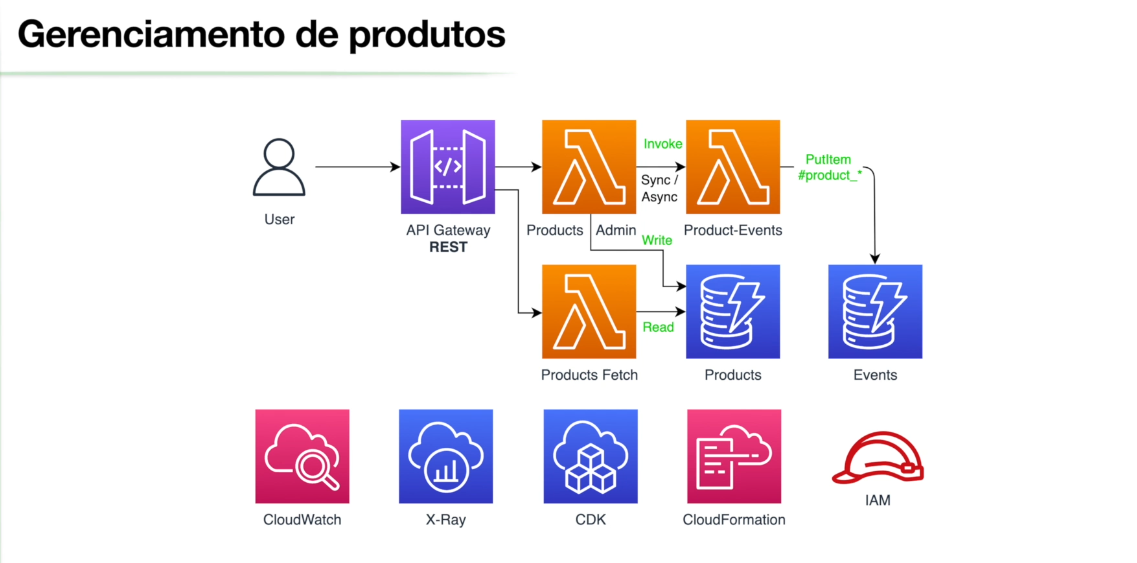 Gerenciamento de produtos
User
API Gateway
REST
Products Admin
Invoke
Sync /
Async
Product-Events
PutItem
#product_*
Write
Read
Products Fetch
Products
Events
CloudWatch
X-Ray
CDK
CloudFormation
IAM